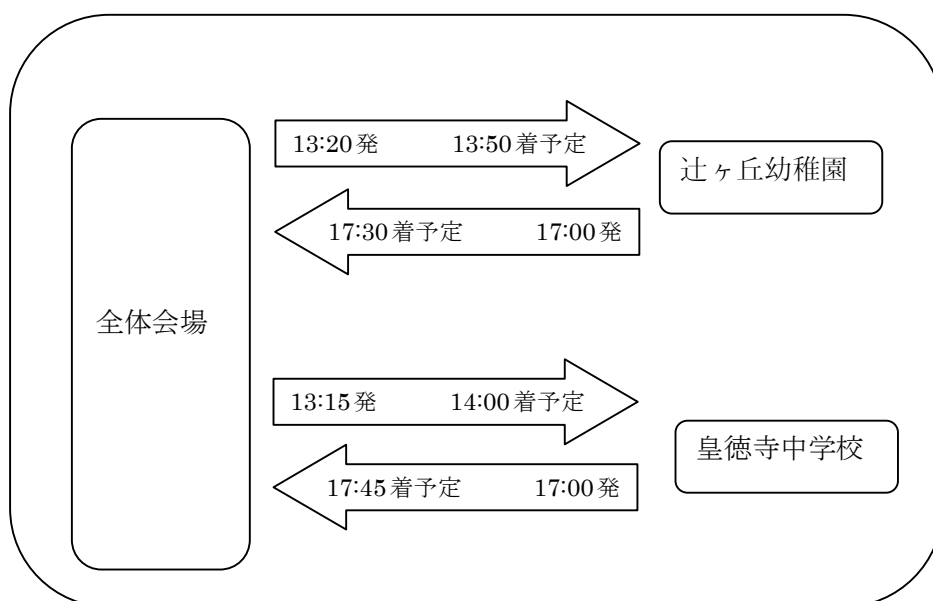 13:20発 13:50着予定
辻ヶ丘幼稚園
17:30着予定 17:00発
全体会場
13:15発 14:00着予定
皇徳寺中学校
17:45着予定 17:00発